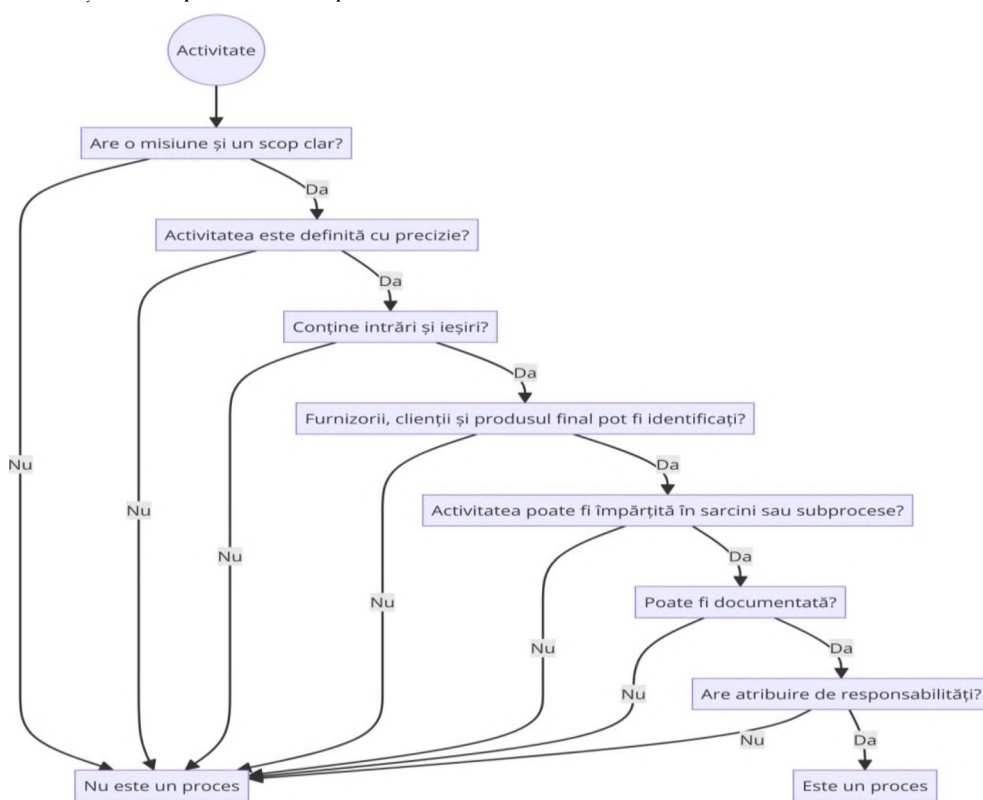 Activitate
Are o misiune și un scop clar?
Da
Activitatea este definită cu precizie?
Da
Conține intrări și ieșiri?
Da
Furnizorii, clienții și produsul final pot fi identificați?
Nu
Da
Activitatea poate fi împărțită în sarcini sau subprocese?
Nu
Nu
Da
Poate fi documentată?
Nu
Nu
Da
Nu
Are atribuire de responsabilități?
Nu
Da
Nu este un proces
Este un proces